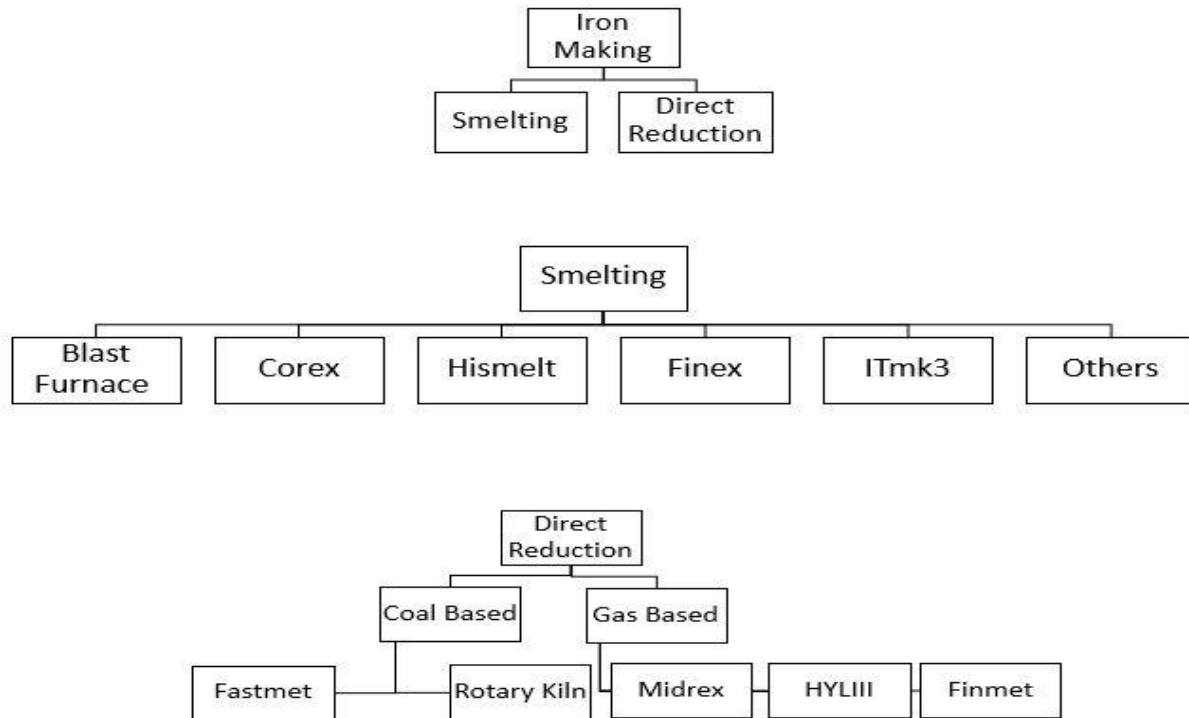 Iron
Making
Smelting
Direct
Reduction
Smelting
Blast
Furnace
Corex
Hismelt
Finex
ITmk3
Others
Direct
Reduction
Coal Based
Gas Based
Fastmet
Rotary Kiln
Midrex
HYLIII
Finmet